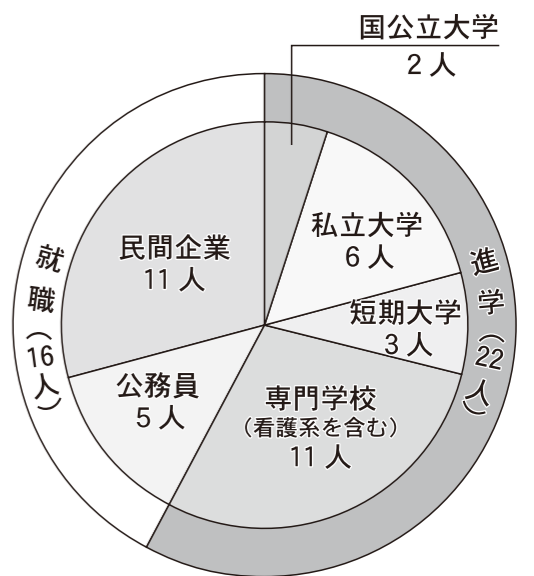 国公立大学
2人
私立大学
6人
短期大学
3人
専門学校
（看護系を含む）
11人
公務員
5人
民間企業
11人
進学（22人）
就職（16人）